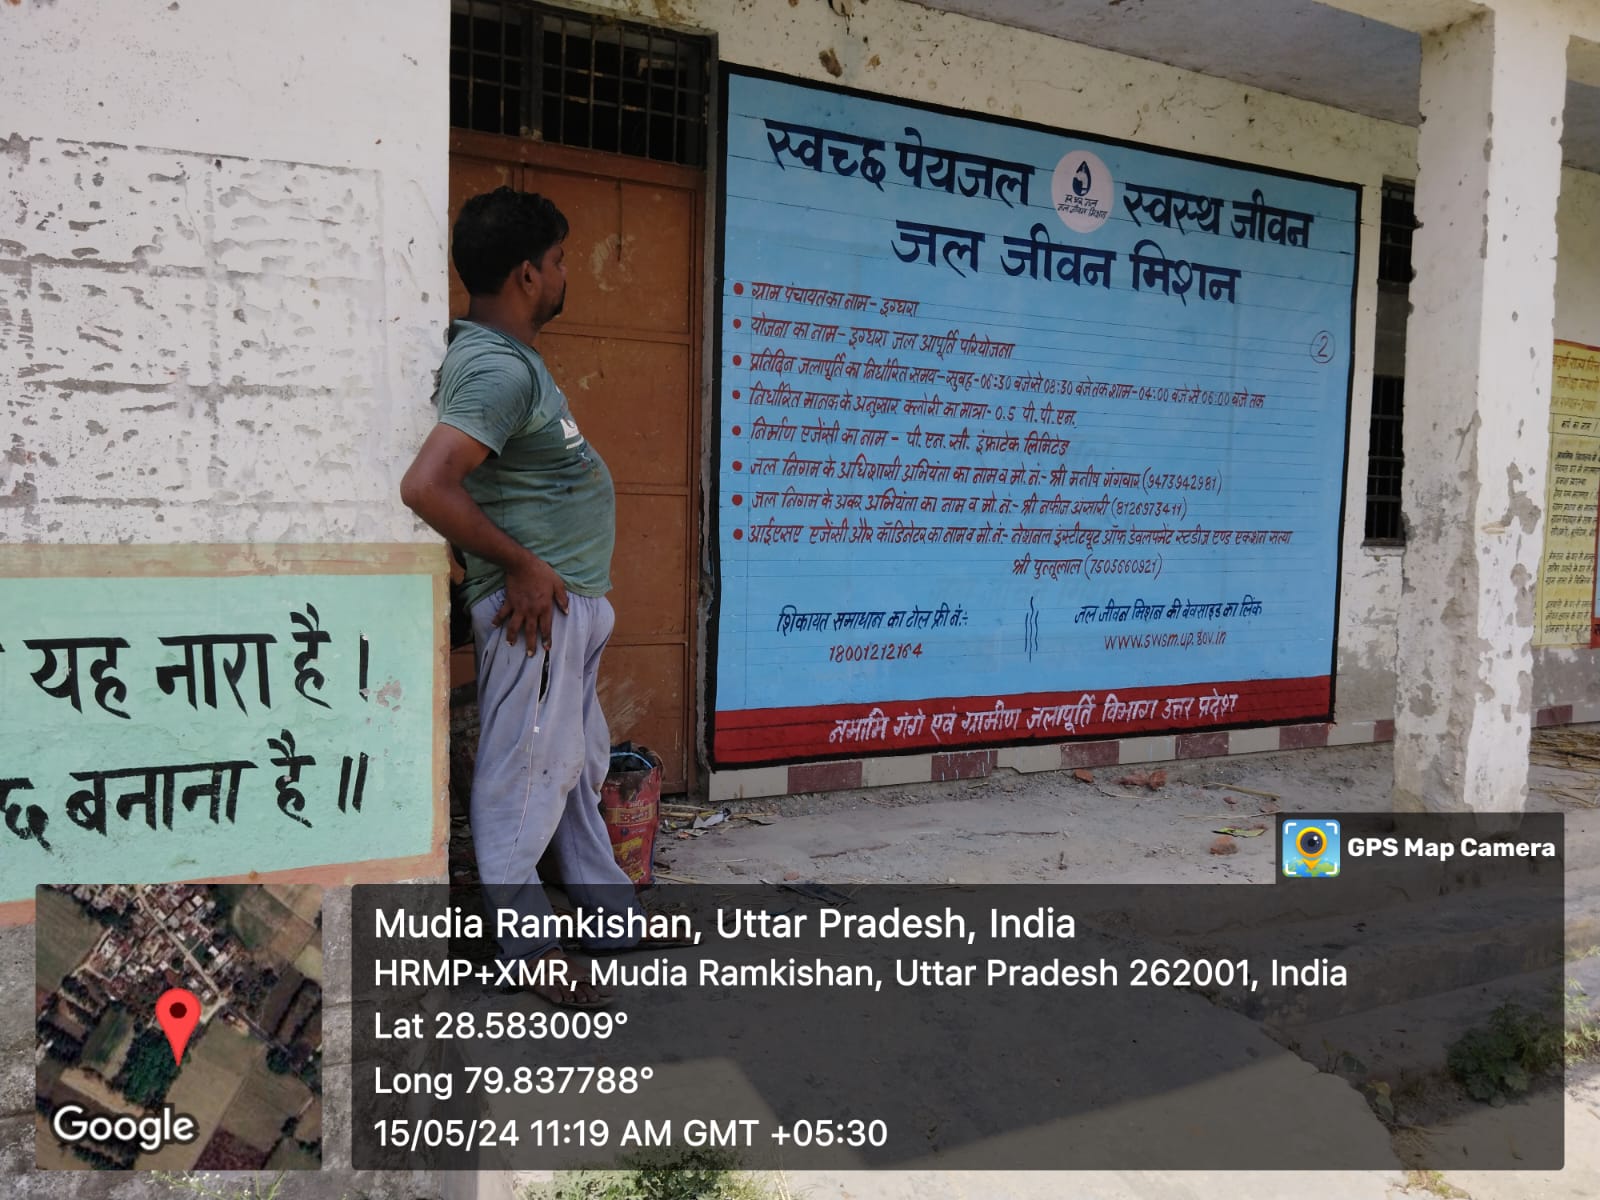 स्वच्छ पेयजल स्वस्थ जीवन
जल जीवन मिशन
• ग्राम पंचायत का नाम - इग्घरा
• योजना का नाम - इग्घरा जल आपूर्ति परियोजना
2
• प्रतिदिन जलापूर्ति का निर्धारित समय - सुबह - 06:30 बजे से 08:30 बजे तक शाम - 04:00 बजे से 06:00 बजे तक
• निर्धारित मानक के अनुसार क्लोरी का मात्रा - 0.5 पी. पी. एन.
• निर्माण एजेंसी का नाम - पी. एन. सी. इंफ्राटेक लिमिटेड
• जल निगम के अधिशासी अभियंता का नाम व मो. नं:- श्री मनीष गंगवार (9473942981)
• जल निगम के अवर अभियंता का नाम व मो. नं:- श्री नफीज अंसारी (8126973411)
• आईएसए एजेंसी और कॉडिनेटर का नाम व मो. नं- नेशनल इंस्टीटयूट ऑफ डेवलपमेंट स्टडीज एण्ड एक्शन सत्या
श्री पुत्तूलाल (7505660921)
शिकायत समाधान का टोल फ्री नं.:-
18001212164
जल जीवन मिशन की वेवसाइड का लिंक
www.swsm.up.gov.in
नमामि गंगे एवं ग्रामीण जलापूर्ति विभाग उत्तर प्रदेश
यह नारा है।
बनाना है॥
GPS Map Camera
Mudia Ramkishan, Uttar Pradesh, India
HRMP+XMR, Mudia Ramkishan, Uttar Pradesh 262001, India
Lat 28.583009°
Long 79.837788°
15/05/24 11:19 AM GMT +05:30
Google